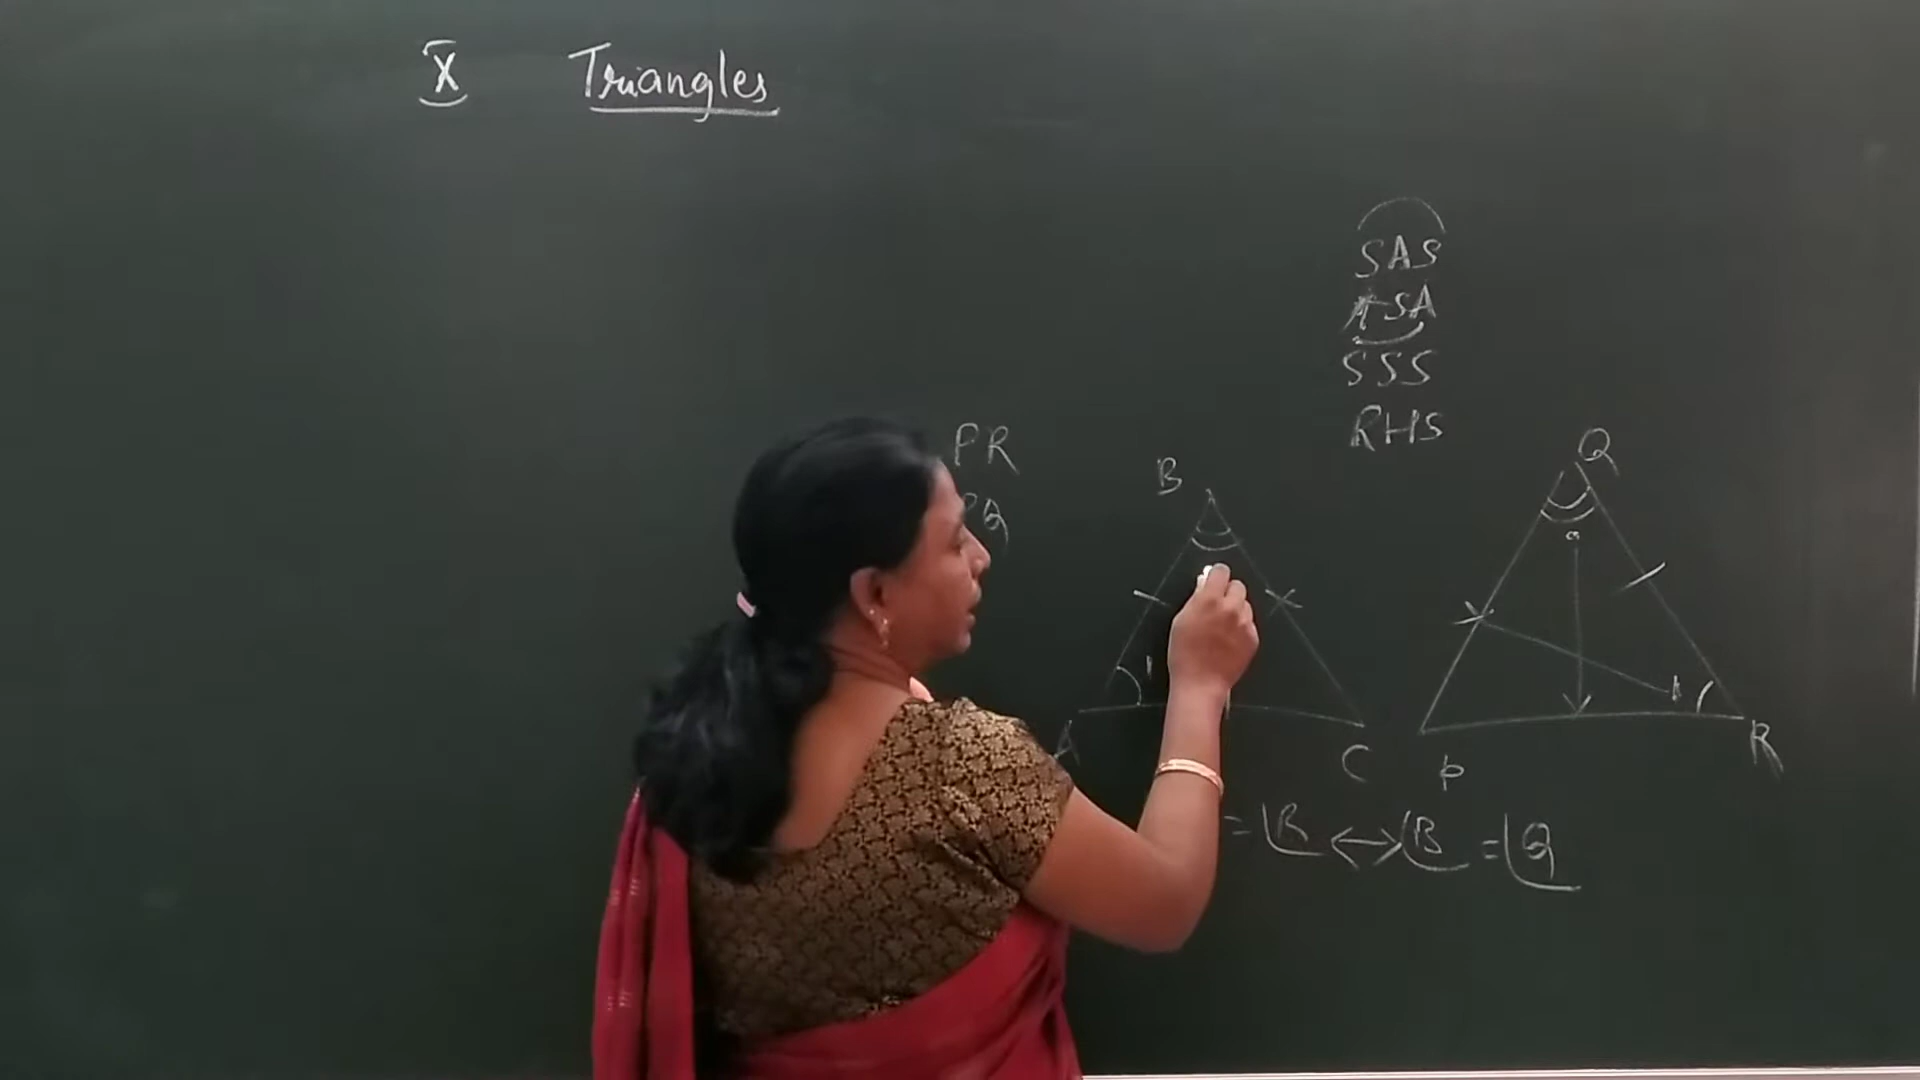 X Triangles
SAS
ASA
SSS
RHS
PR
PQ
B
Q
A
C
P
R
= ∠B ↔ ∠B = ∠Q